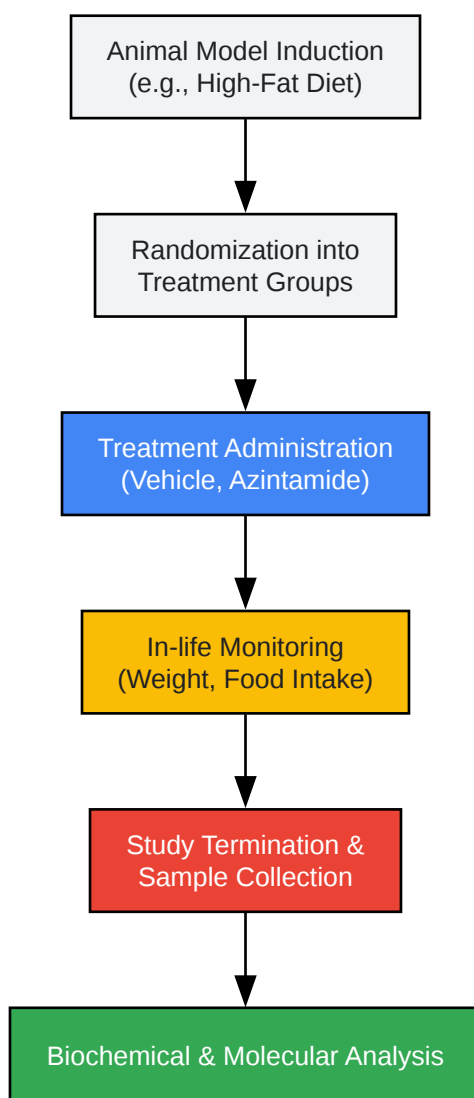 Animal Model Induction
(e.g., High-Fat Diet)
Randomization into
Treatment Groups
Treatment Administration
(Vehicle, Azintamide)
In-life Monitoring
(Weight, Food Intake)
Study Termination &
Sample Collection
Biochemical & Molecular Analysis